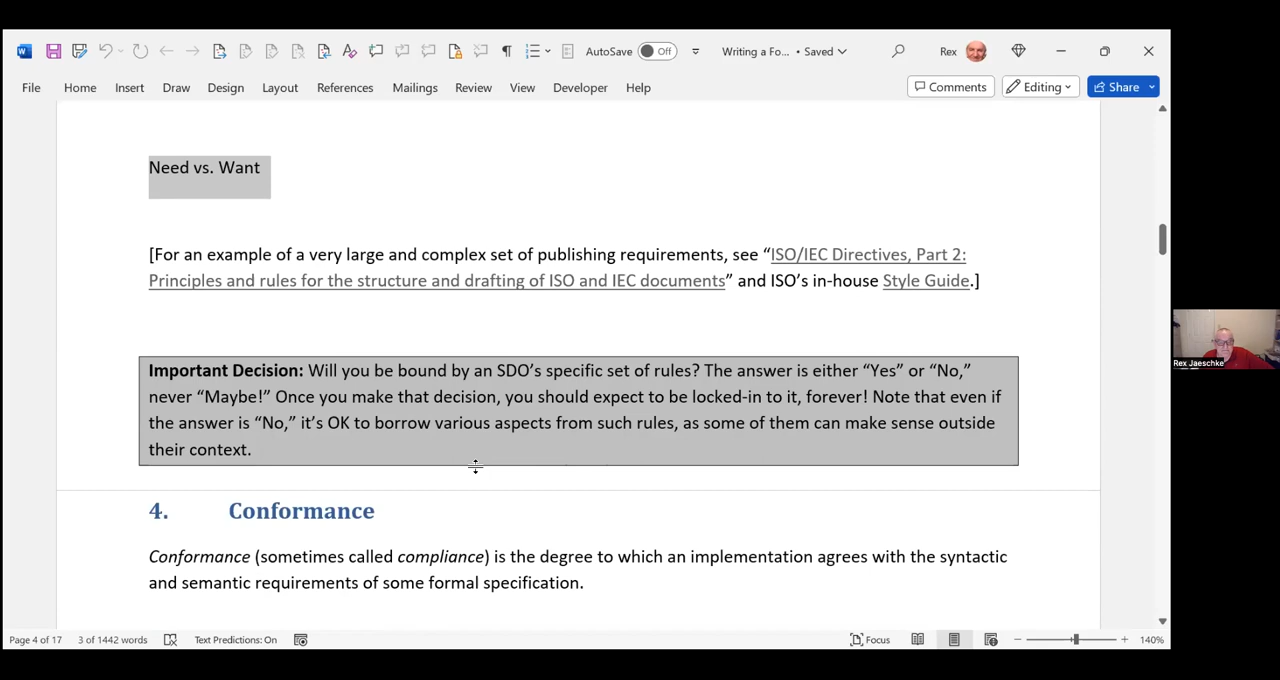 AutoSave Off Writing a Fo... • Saved Rex
File Home Insert Draw Design Layout References Mailings Review View Developer Help Comments Editing Share
Need vs. Want
[For an example of a very large and complex set of publishing requirements, see “ISO/IEC Directives, Part 2:
Principles and rules for the structure and drafting of ISO and IEC documents” and ISO’s in-house Style Guide.]
Important Decision: Will you be bound by an SDO’s specific set of rules? The answer is either “Yes” or “No,”
never “Maybe!” Once you make that decision, you should expect to be locked-in to it, forever! Note that even if
the answer is “No,” it’s OK to borrow various aspects from such rules, as some of them can make sense outside
their context.
4. Conformance
Conformance (sometimes called compliance) is the degree to which an implementation agrees with the syntactic
and semantic requirements of some formal specification.
Rex Jaeschke
Page 4 of 17 3 of 1442 words Text Predictions: On Focus 140%